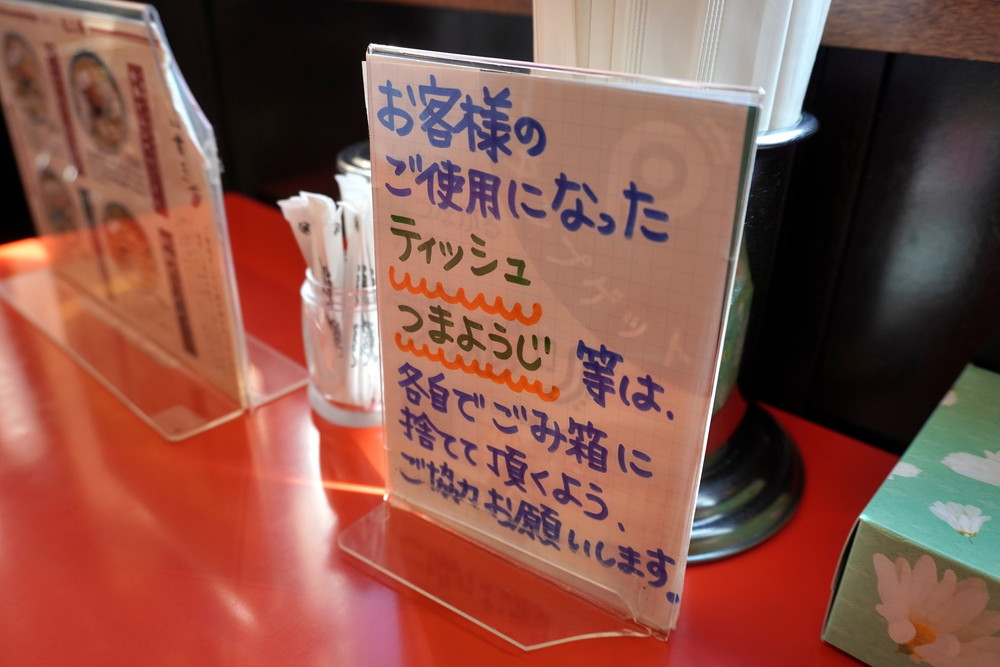 お客様の
ご使用になった
ティッシュ
つまようじ 等は、
各自でごみ箱に
捨てて頂くよう、
ご協力お願いします。